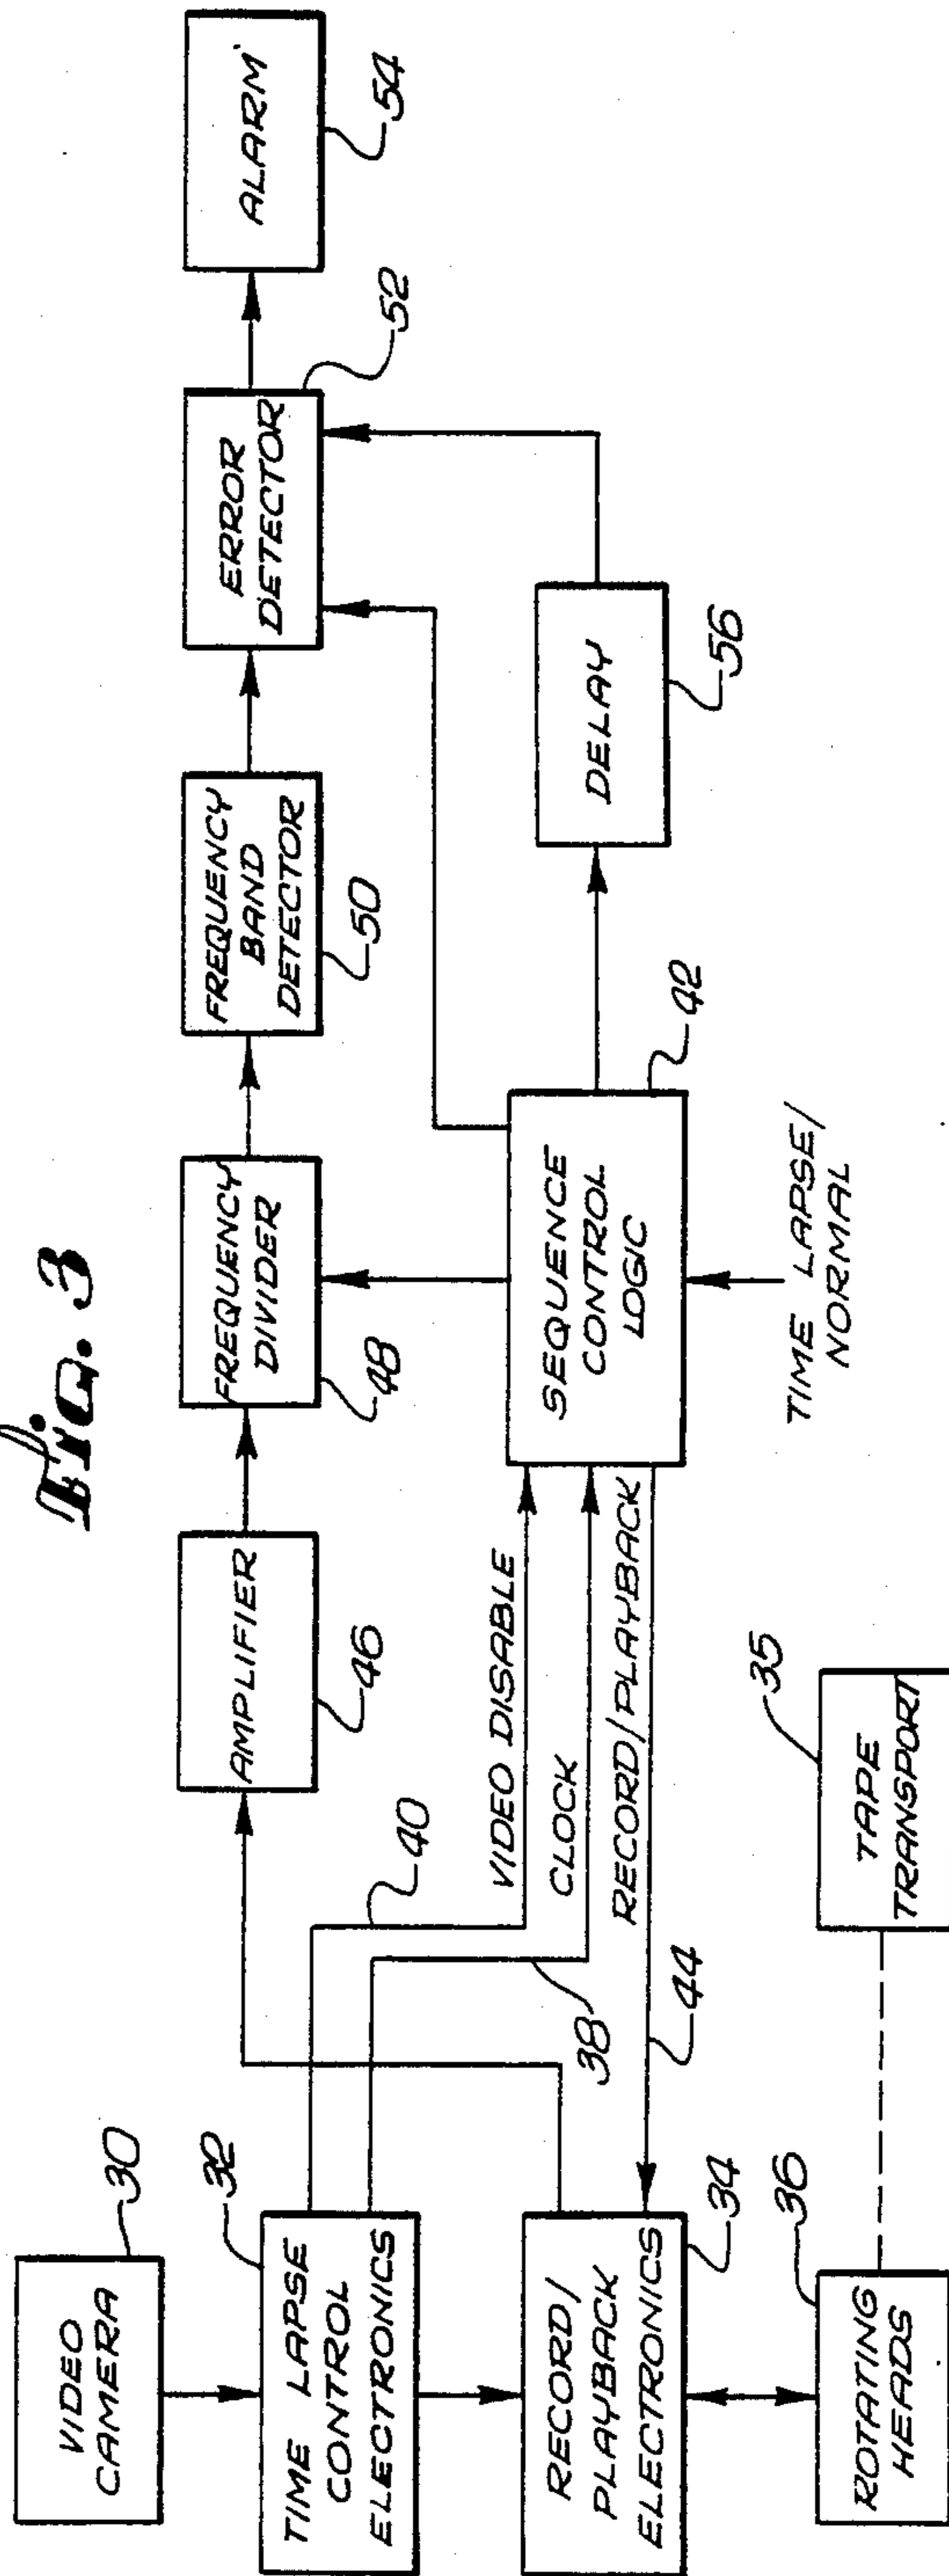 Fig. 3
VIDEO
CAMERA
30
TIME LAPSE
CONTROL
ELECTRONICS
32
RECORD/
PLAYBACK
ELECTRONICS
34
ROTATING
HEADS
36
TAPE
TRANSPORT
35
40
38
44
VIDEO DISABLE
CLOCK
RECORD/PLAYBACK
AMPLIFIER
46
FREQUENCY
DIVIDER
48
FREQUENCY
BAND
DETECTOR
50
ERROR
DETECTOR
52
ALARM
54
SEQUENCE
CONTROL
LOGIC
42
TIME LAPSE/
NORMAL
DELAY
56